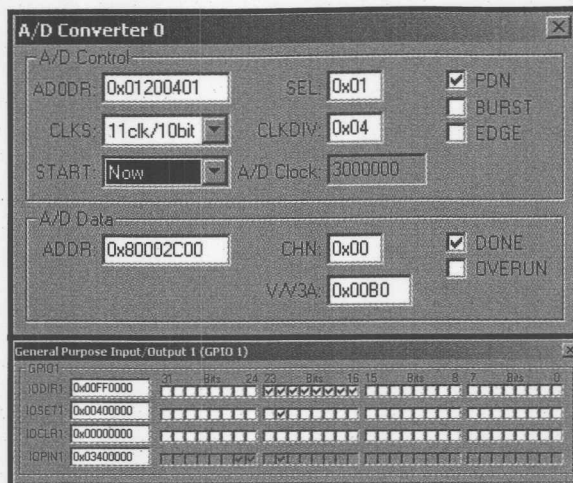 A/D Converter 0
A/D Control
AD0DR: 0x01200401 SEL: 0x01 PDN
BURST
CLKS: 11clk/10bit CLKDIV: 0x04 EDGE
START: Now A/D Clock: 3000000
A/D Data
ADDR: 0x80002C00 CHN: 0x00 DONE
OVERUN
V/V3A: 0x00B0
General Purpose Input/Output 1 (GPIO 1)
GPIO1
31 Bits 24 23 Bits 16 15 Bits 8 7 Bits 0
IODIR1: 0x00FF0000
IOSET1: 0x00400000
IOCLR1: 0x00000000
IOPIN1: 0x03400000